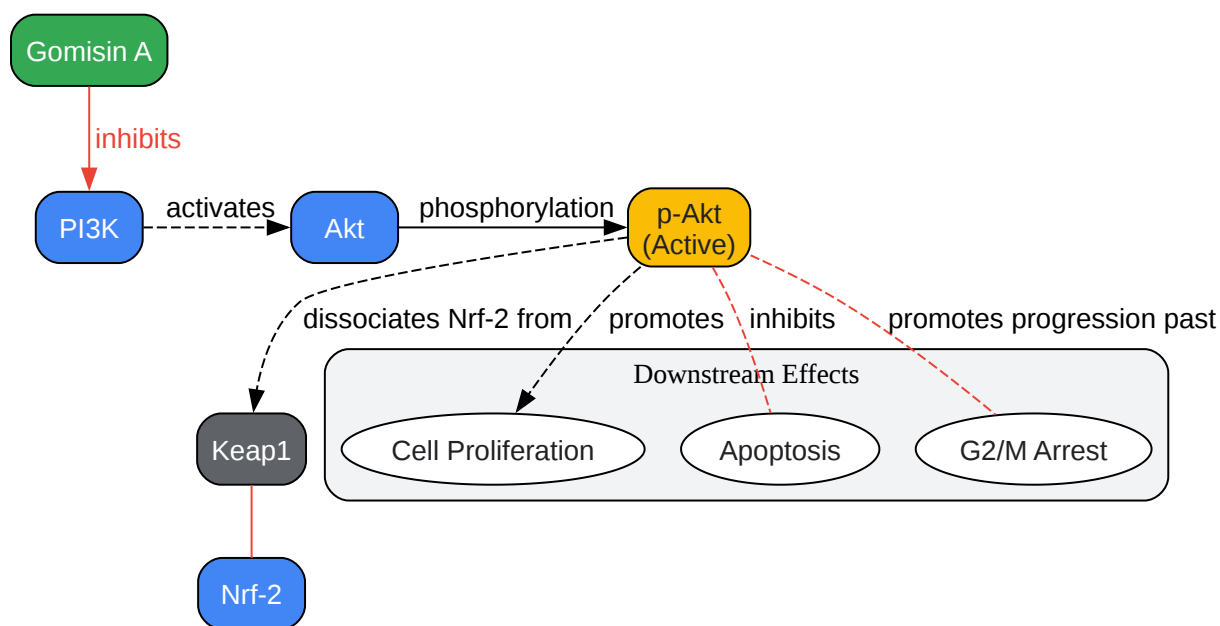 Gomisin A
inhibits
PI3K
activates
Akt
phosphorylation
p-Akt
(Active)
dissociates Nrf-2 from
promotes
inhibits
promotes progression past
Downstream Effects
Keap1
Cell Proliferation
Apoptosis
G2/M Arrest
Nrf-2